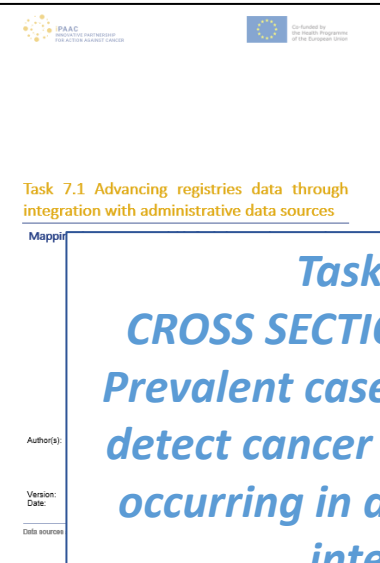 iPAAC
INNOVATIVE PARTNERSHIP
FOR ACTION AGAINST CANCER
Co-funded by
the Health Programme
of the European Union
Task 7.1 Advancing registries data through
integration with administrative data sources
Mappin
Task
CROSS SECTIO
Prevalent case
detect cancer
Author(s):
occurring in a
Version:
Date:
Data sources
inte